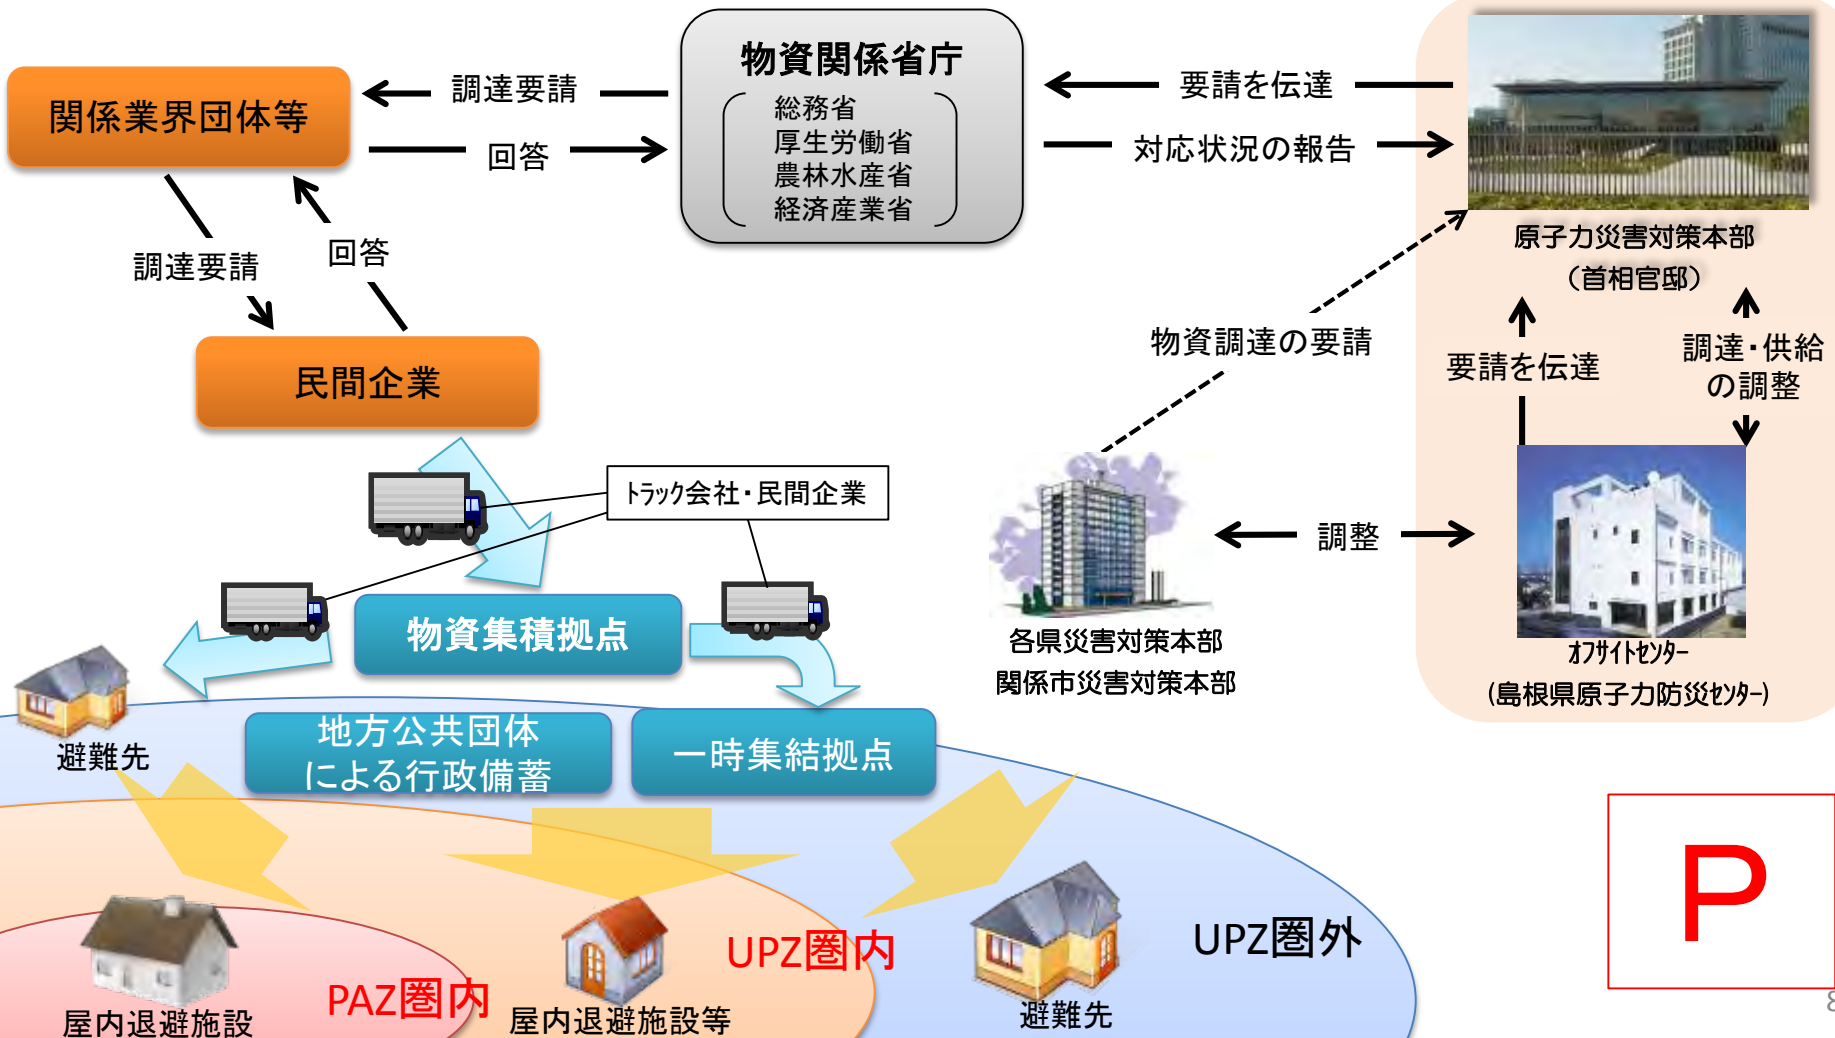 物資関係省庁
総務省
厚生労働省
農林水産省
経済産業省
関係業界団体等
調達要請
回答
要請を伝達
対応状況の報告
原子力災害対策本部
(首相官邸)
調達要請
回答
民間企業
物資調達の要請
要請を伝達
調達・供給
の調整
トラック会社・民間企業
調整
物資集積拠点
各県災害対策本部
関係市災害対策本部
オフサイトセンター
(島根県原子力防災センター)
避難先
地方公共団体
による行政備蓄
一時集結拠点
P
UPZ圏外
UPZ圏内
PAZ圏内
屋内退避施設
屋内退避施設等
避難先